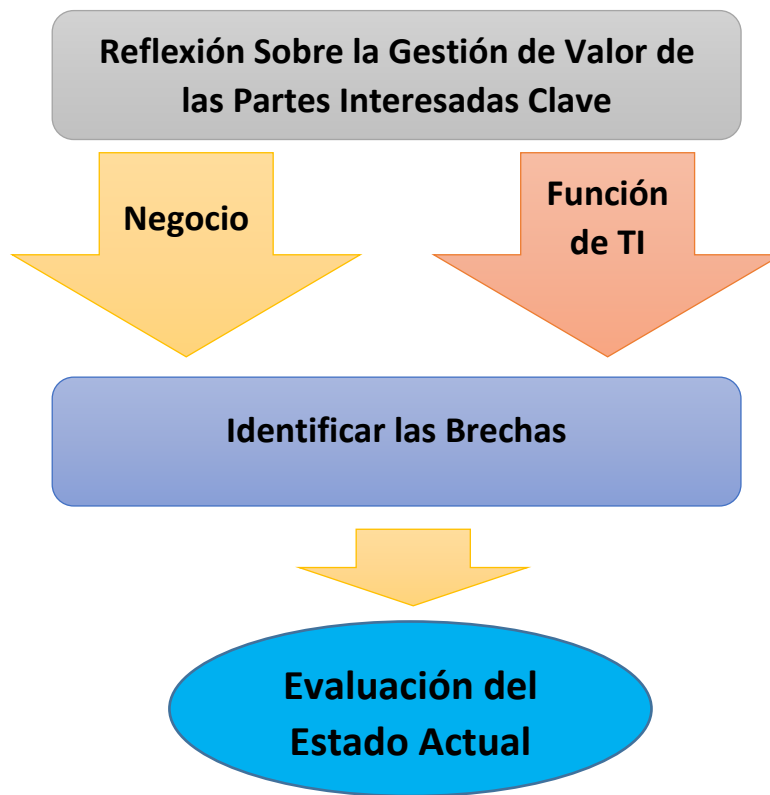 Reflexión Sobre la Gestión de Valor de
las Partes Interesadas Clave
Negocio
Función
de TI
Identificar las Brechas
Evaluación del
Estado Actual